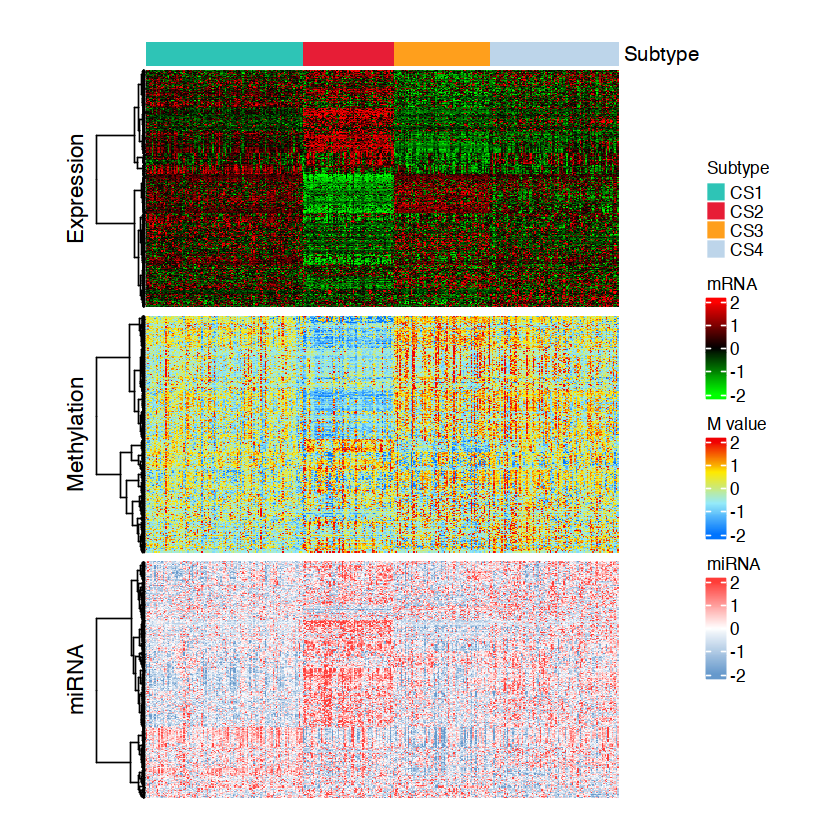 Subtype
Expression
Methylation
miRNA
Subtype
CS1
CS2
CS3
CS4
mRNA
2
1
0
-1
-2
M value
2
1
0
-1
-2
miRNA
2
1
0
-1
-2